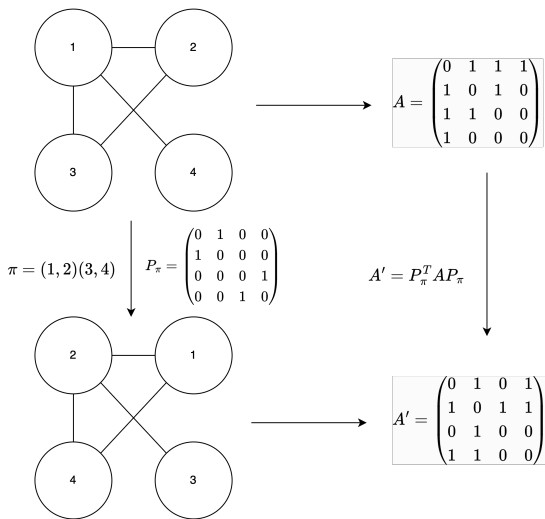 1 2
3 4
A = (0 1 1 1
1 0 1 0
1 1 0 0
1 0 0 0)
π = (1, 2)(3, 4)
P_π = (0 1 0 0
1 0 0 0
0 0 0 1
0 0 1 0)
A′ = P_π^T A P_π
2 1
4 3
A′ = (0 1 0 1
1 0 1 1
0 1 0 0
1 1 0 0)